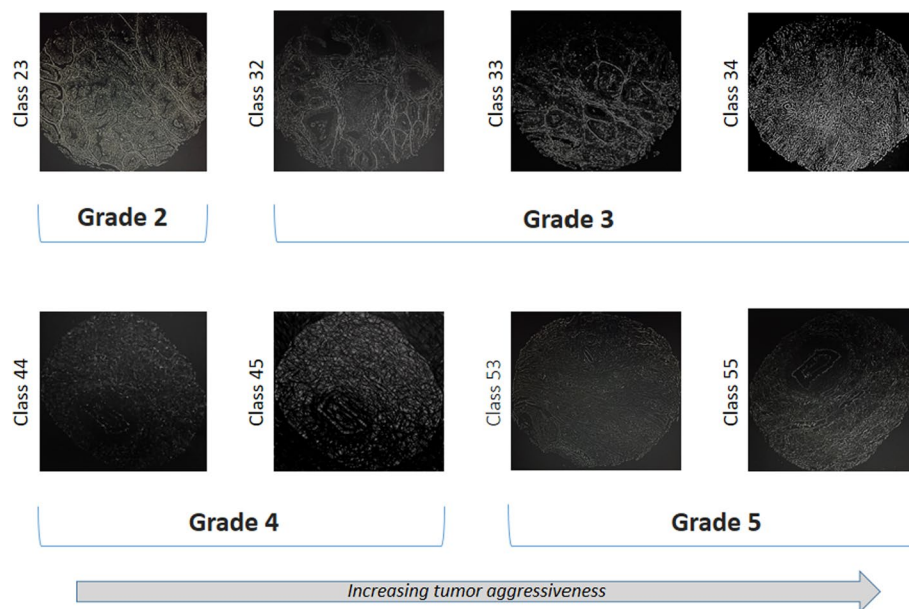 Class 23
Class 32
Class 33
Class 34
Grade 2
Grade 3
Class 44
Class 45
Class 53
Class 55
Grade 4
Grade 5
Increasing tumor aggressiveness